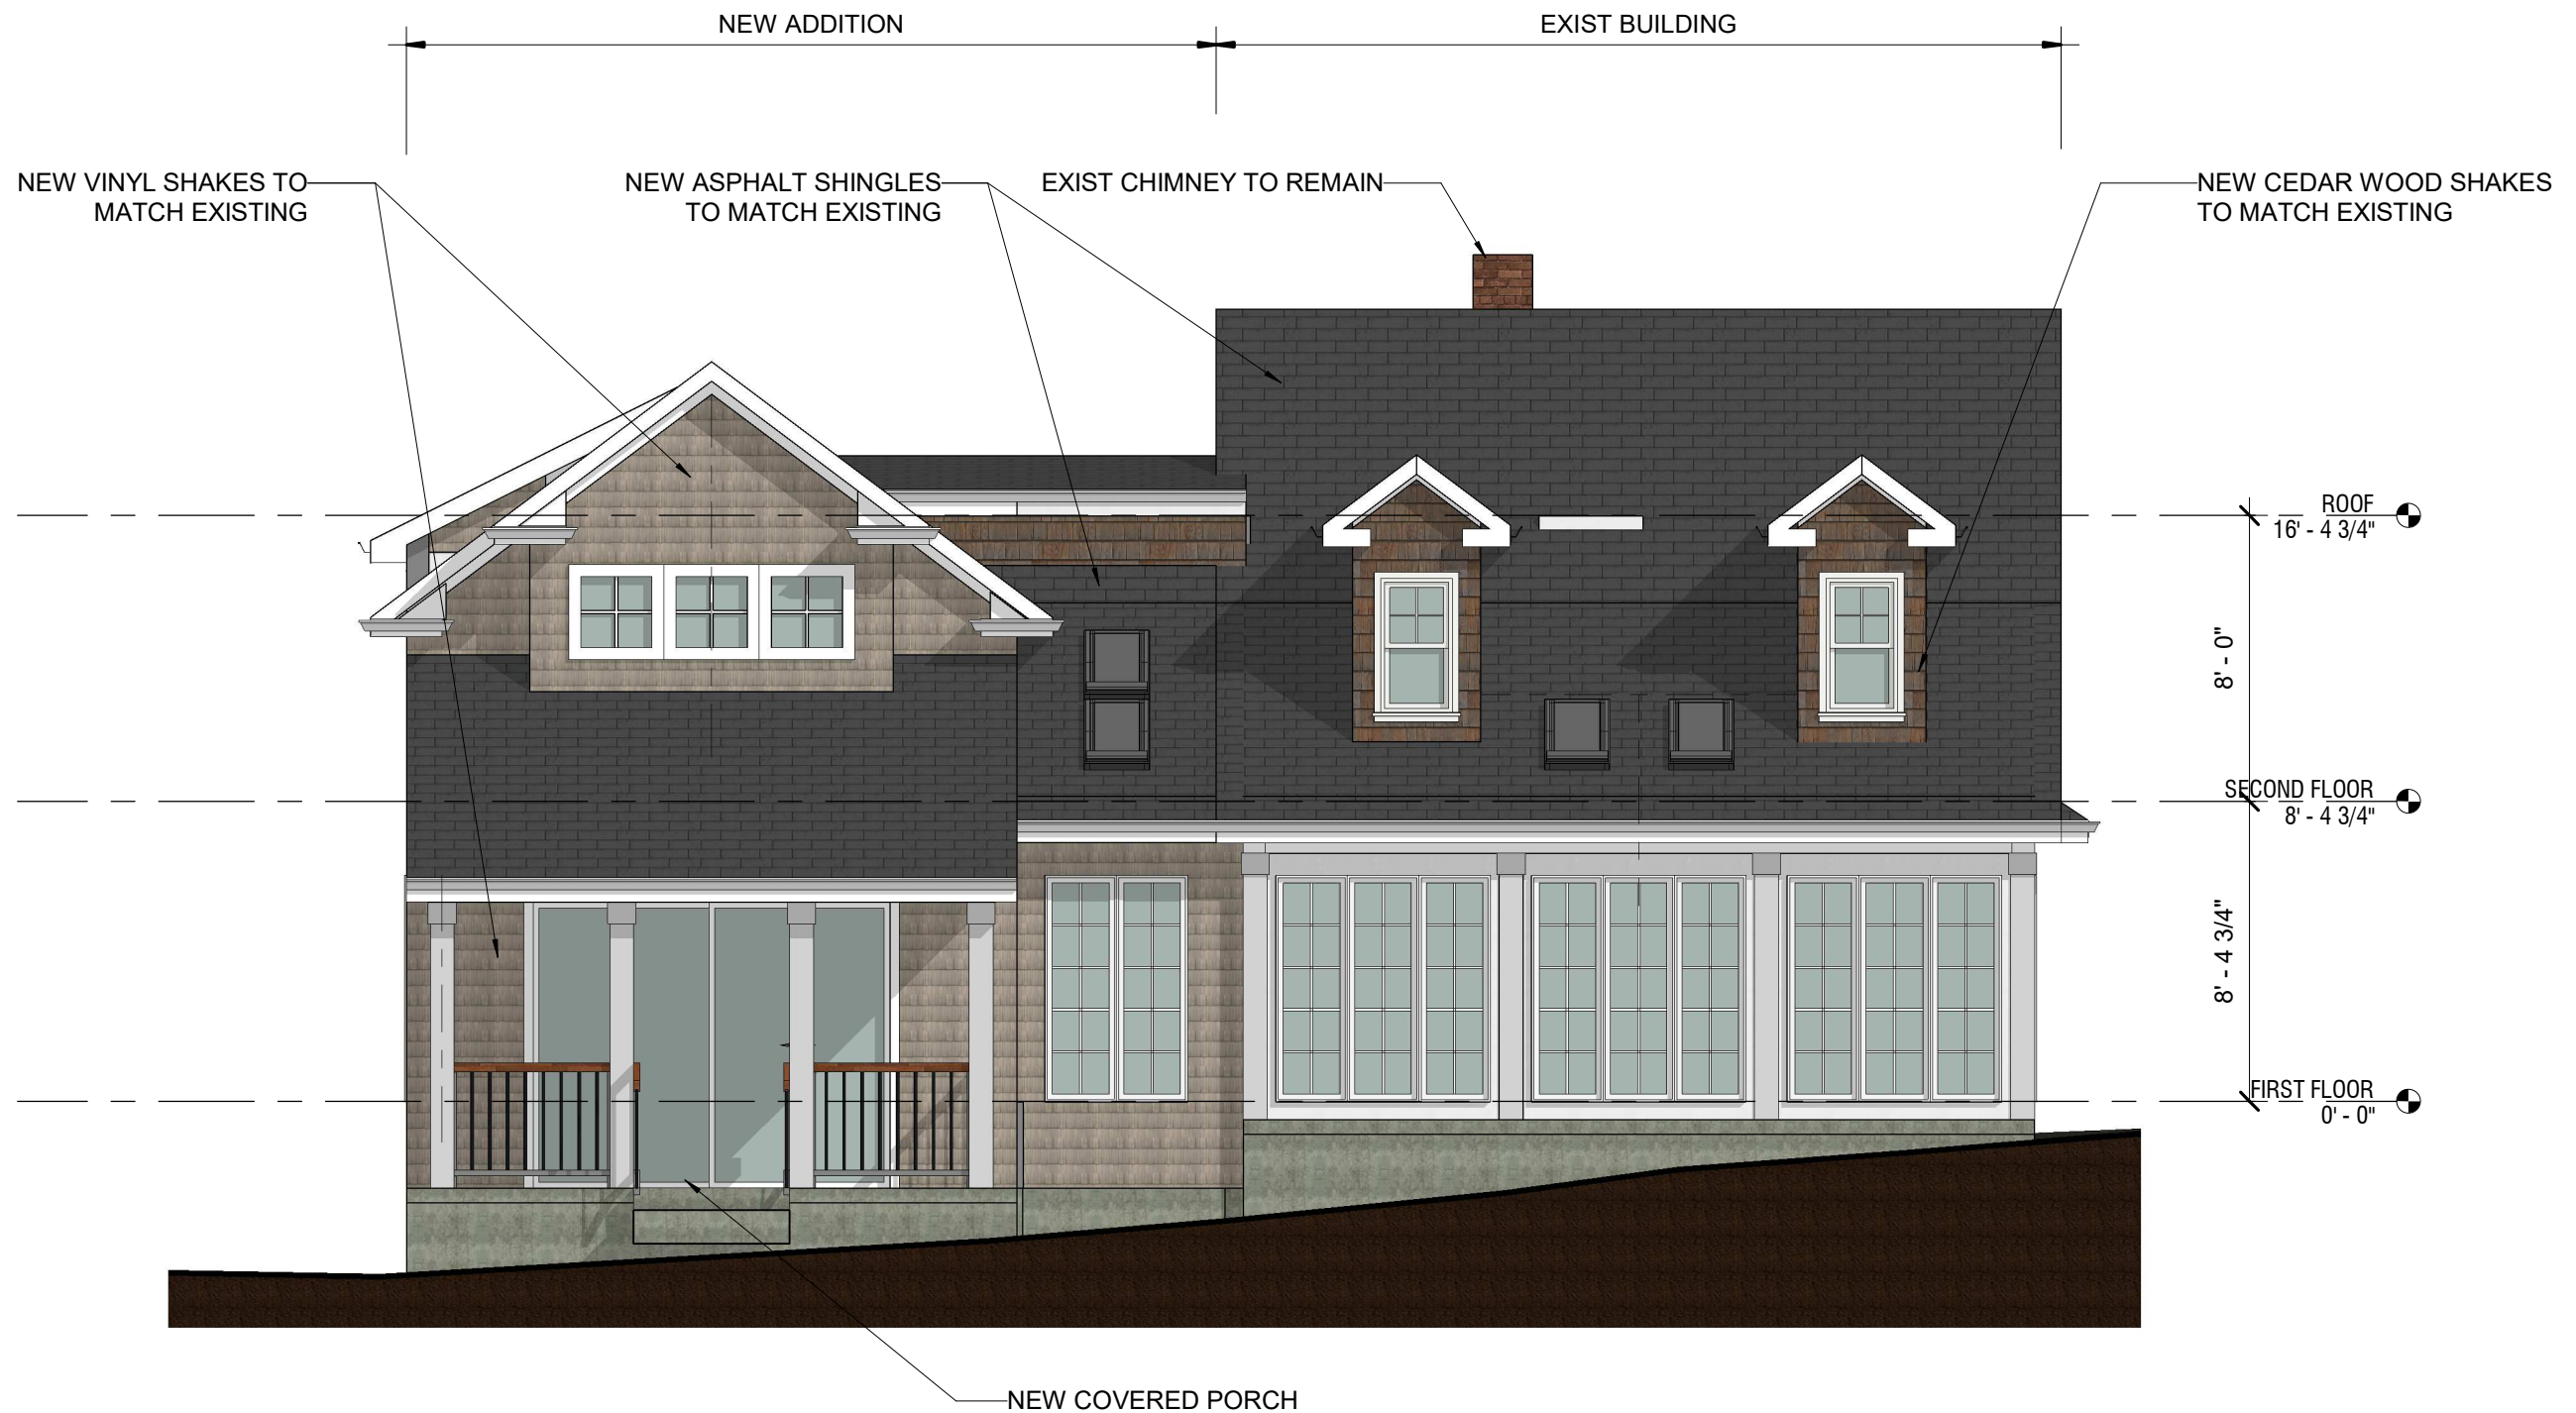 NEW ADDITION
EXIST BUILDING
NEW VINYL SHAKES TO
MATCH EXISTING
NEW ASPHALT SHINGLES
TO MATCH EXISTING
EXIST CHIMNEY TO REMAIN
NEW CEDAR WOOD SHAKES
TO MATCH EXISTING
ROOF
16' - 4 3/4"
8' - 0"
SECOND FLOOR
8' - 4 3/4"
8' - 4 3/4"
FIRST FLOOR
0' - 0"
NEW COVERED PORCH